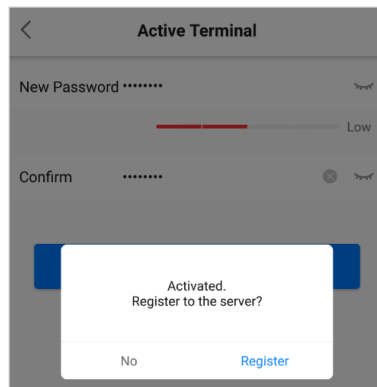 Active Terminal
New Password ••••••••
Low
Confirm ••••••••
Activated.
Register to the server?
No Register